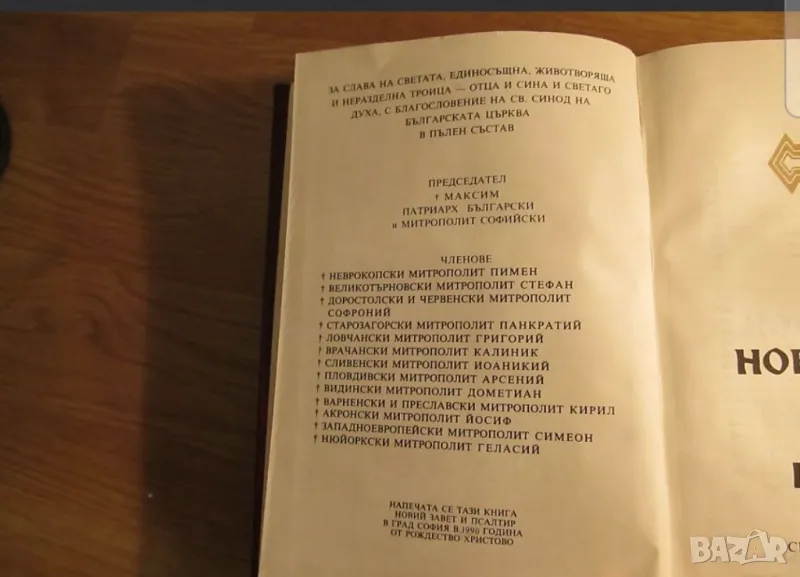 ЗА СЛАВА НА СВЕТАТА, ЕДИНОСЪЩНА, ЖИВОТВОРЯЩА
И НЕРАЗДЕЛНА ТРОИЦА — ОТЦА И СИНА И СВЕТАГО
ДУХА, С БЛАГОСЛОВЕНИЕ НА СВ. СИНОД НА
БЪЛГАРСКАТА ЦЪРКВА
В ПЪЛЕН СЪСТАВ
ПРЕДСЕДАТЕЛ
† МАКСИМ
ПАТРИАРХ БЪЛГАРСКИ
и МИТРОПОЛИТ СОФИЙСКИ
ЧЛЕНОВЕ
† НЕВРОКОПСКИ МИТРОПОЛИТ ПИМЕН
† ВЕЛИКОТЪРНОВСКИ МИТРОПОЛИТ СТЕФАН
† ДОРОСТОЛСКИ И ЧЕРВЕНСКИ МИТРОПОЛИТ
СОФРОНИЙ
† СТАРОЗАГОРСКИ МИТРОПОЛИТ ПАНКРАТИЙ
† ЛОВЧАНСКИ МИТРОПОЛИТ ГРИГОРИЙ
† ВРАЧАНСКИ МИТРОПОЛИТ КАЛИНИК
† СЛИВЕНСКИ МИТРОПОЛИТ ИОАНИКИЙ
† ПЛОВДИВСКИ МИТРОПОЛИТ АРСЕНИЙ
† ВИДИНСКИ МИТРОПОЛИТ ДОМЕТИАН
† ВАРНЕНСКИ И ПРЕСЛАВСКИ МИТРОПОЛИТ КИРИЛ
† АКРОНСКИ МИТРОПОЛИТ ЙОСИФ
† ЗАПАДНОЕВРОПЕЙСКИ МИТРОПОЛИТ СИМЕОН
† НЮЙОРКСКИ МИТРОПОЛИТ ГЕЛАСИЙ
НАПЕЧАТА СЕ ТАЗИ КНИГА
НОВИЙ ЗАВЕТ И ПСАЛТИР
В ГРАД СОФИЯ В 1990 ГОДИНА
ОТ РОЖДЕСТВО ХРИСТОВО
НОВ
BAZAR
bg